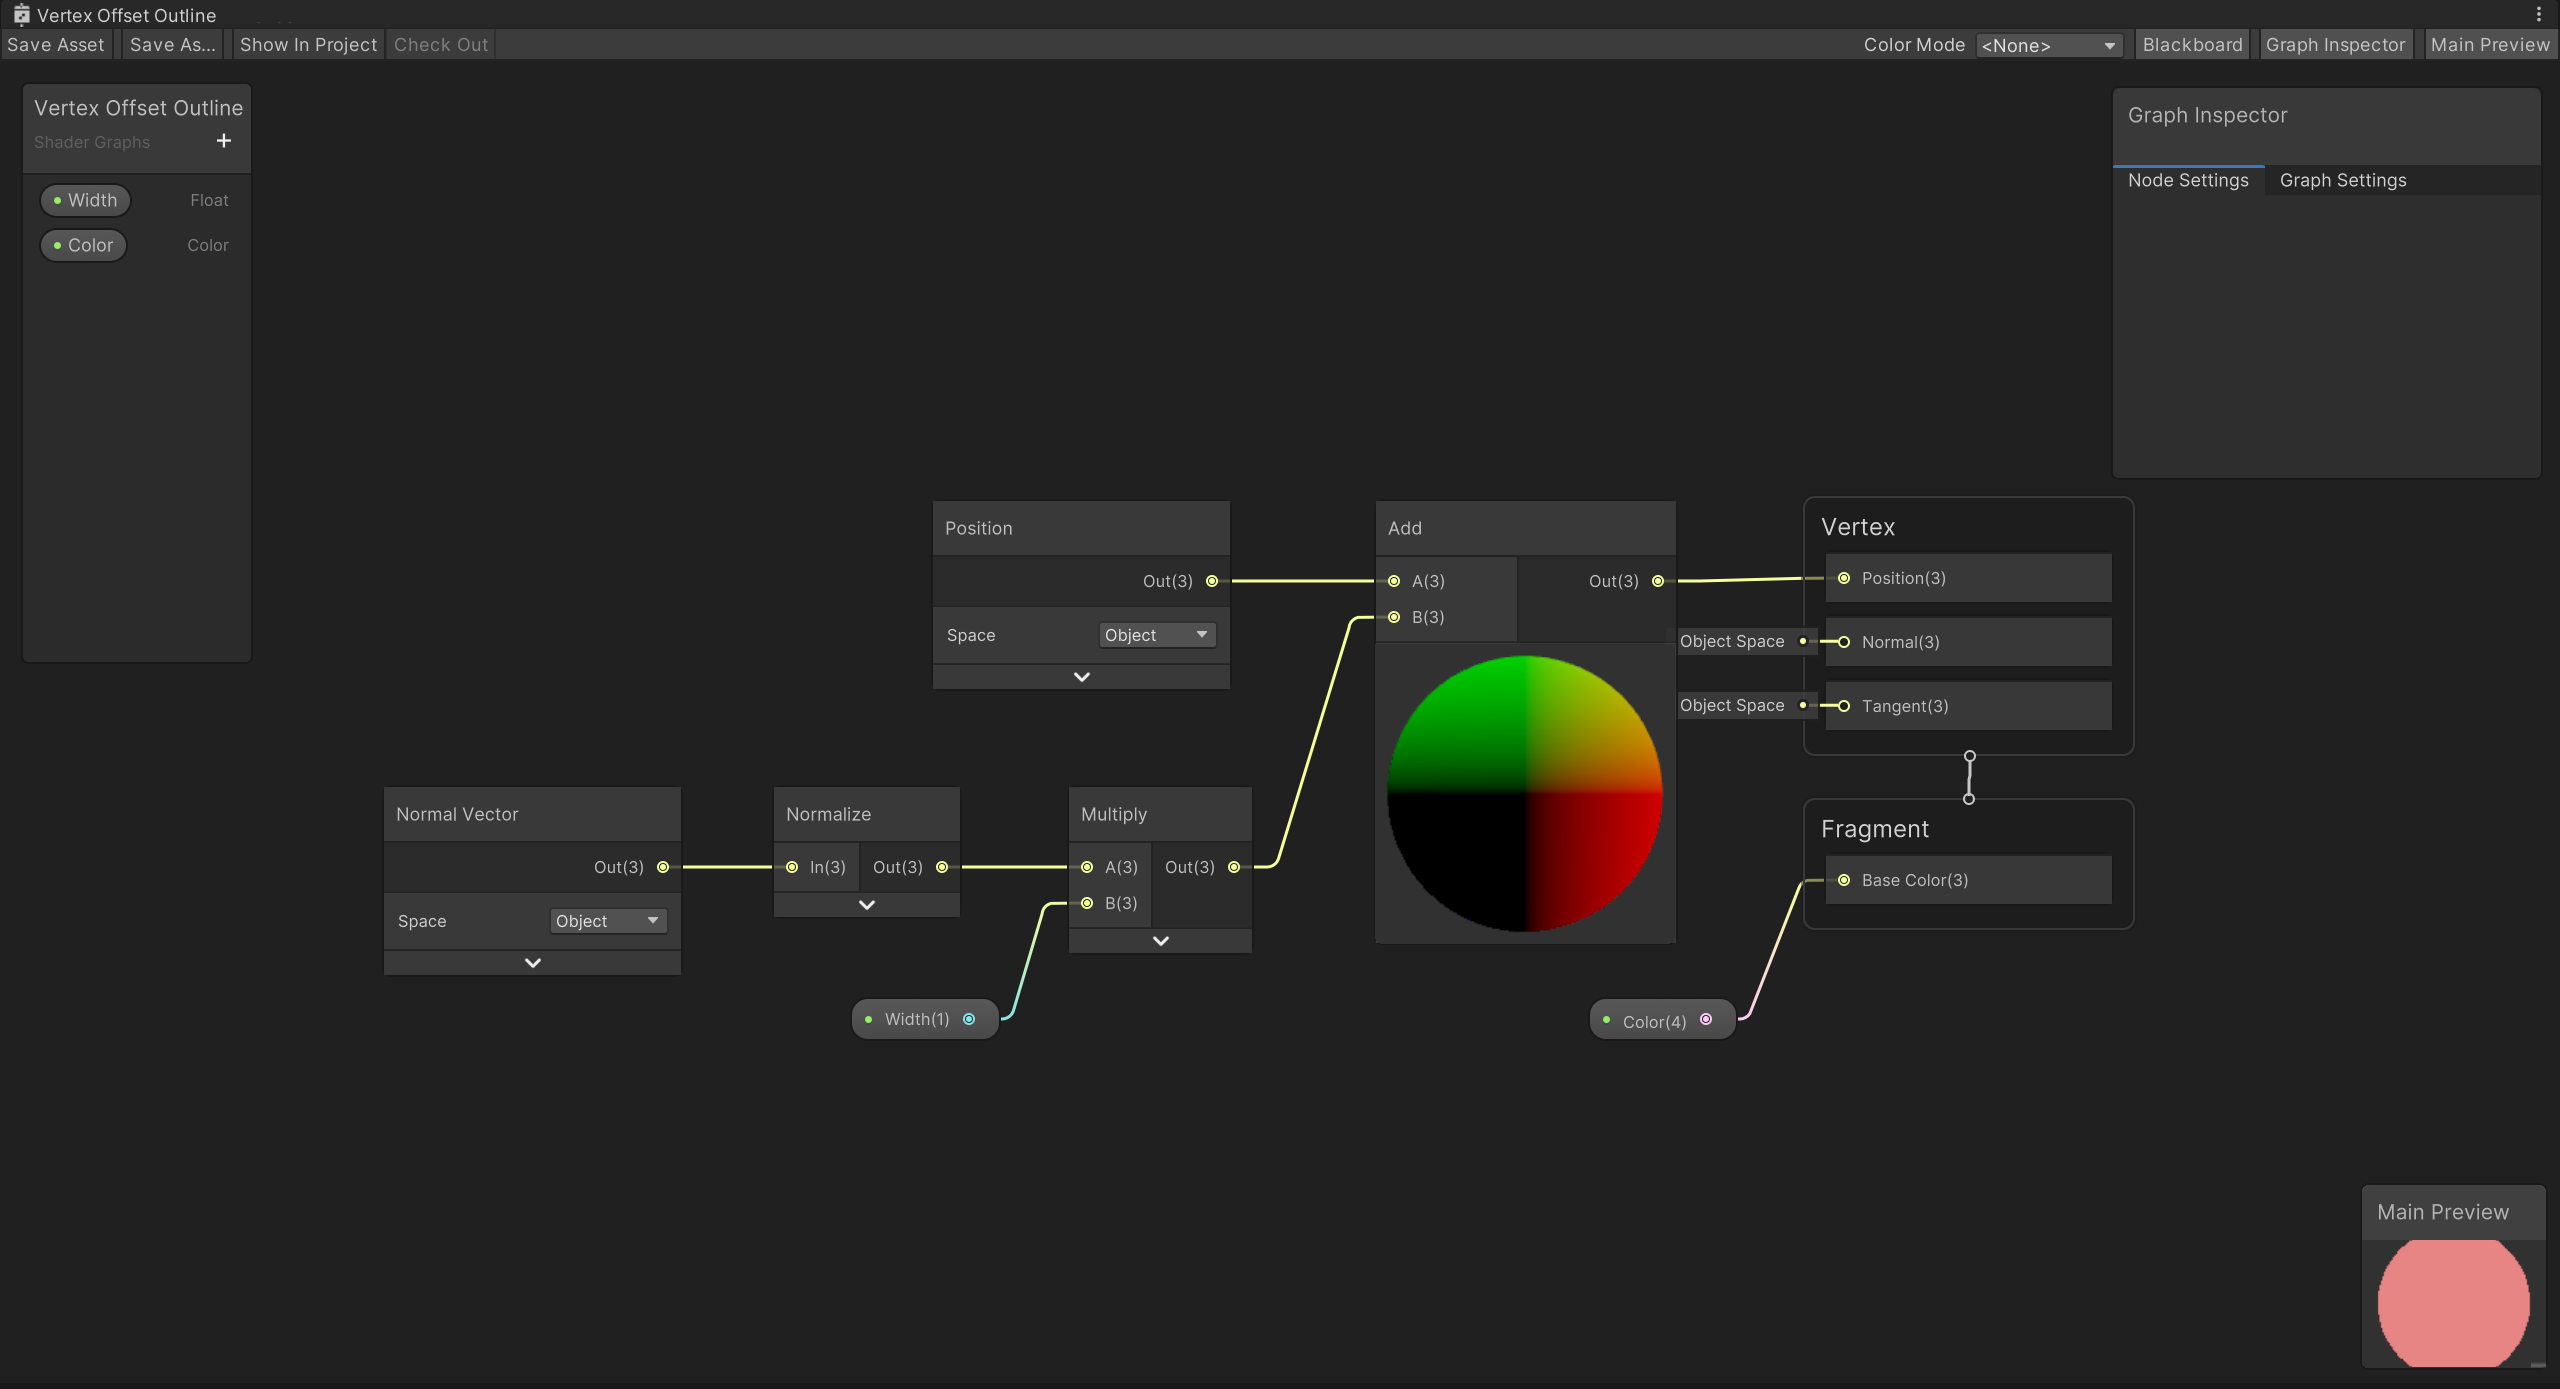 Vertex Offset Outline
Save Asset
Save As...
Show In Project
Check Out
Color Mode
<None>
Blackboard
Graph Inspector
Main Preview
Vertex Offset Outline
Shader Graphs
+
Width
Float
Color
Color
Graph Inspector
Node Settings
Graph Settings
Position
Out(3)
Space
Object
Add
A(3)
Out(3)
B(3)
Vertex
Position(3)
Object Space
Normal(3)
Object Space
Tangent(3)
Normal Vector
Out(3)
Space
Object
Normalize
In(3)
Out(3)
Multiply
A(3)
Out(3)
B(3)
Width(1)
Fragment
Base Color(3)
Color(4)
Main Preview